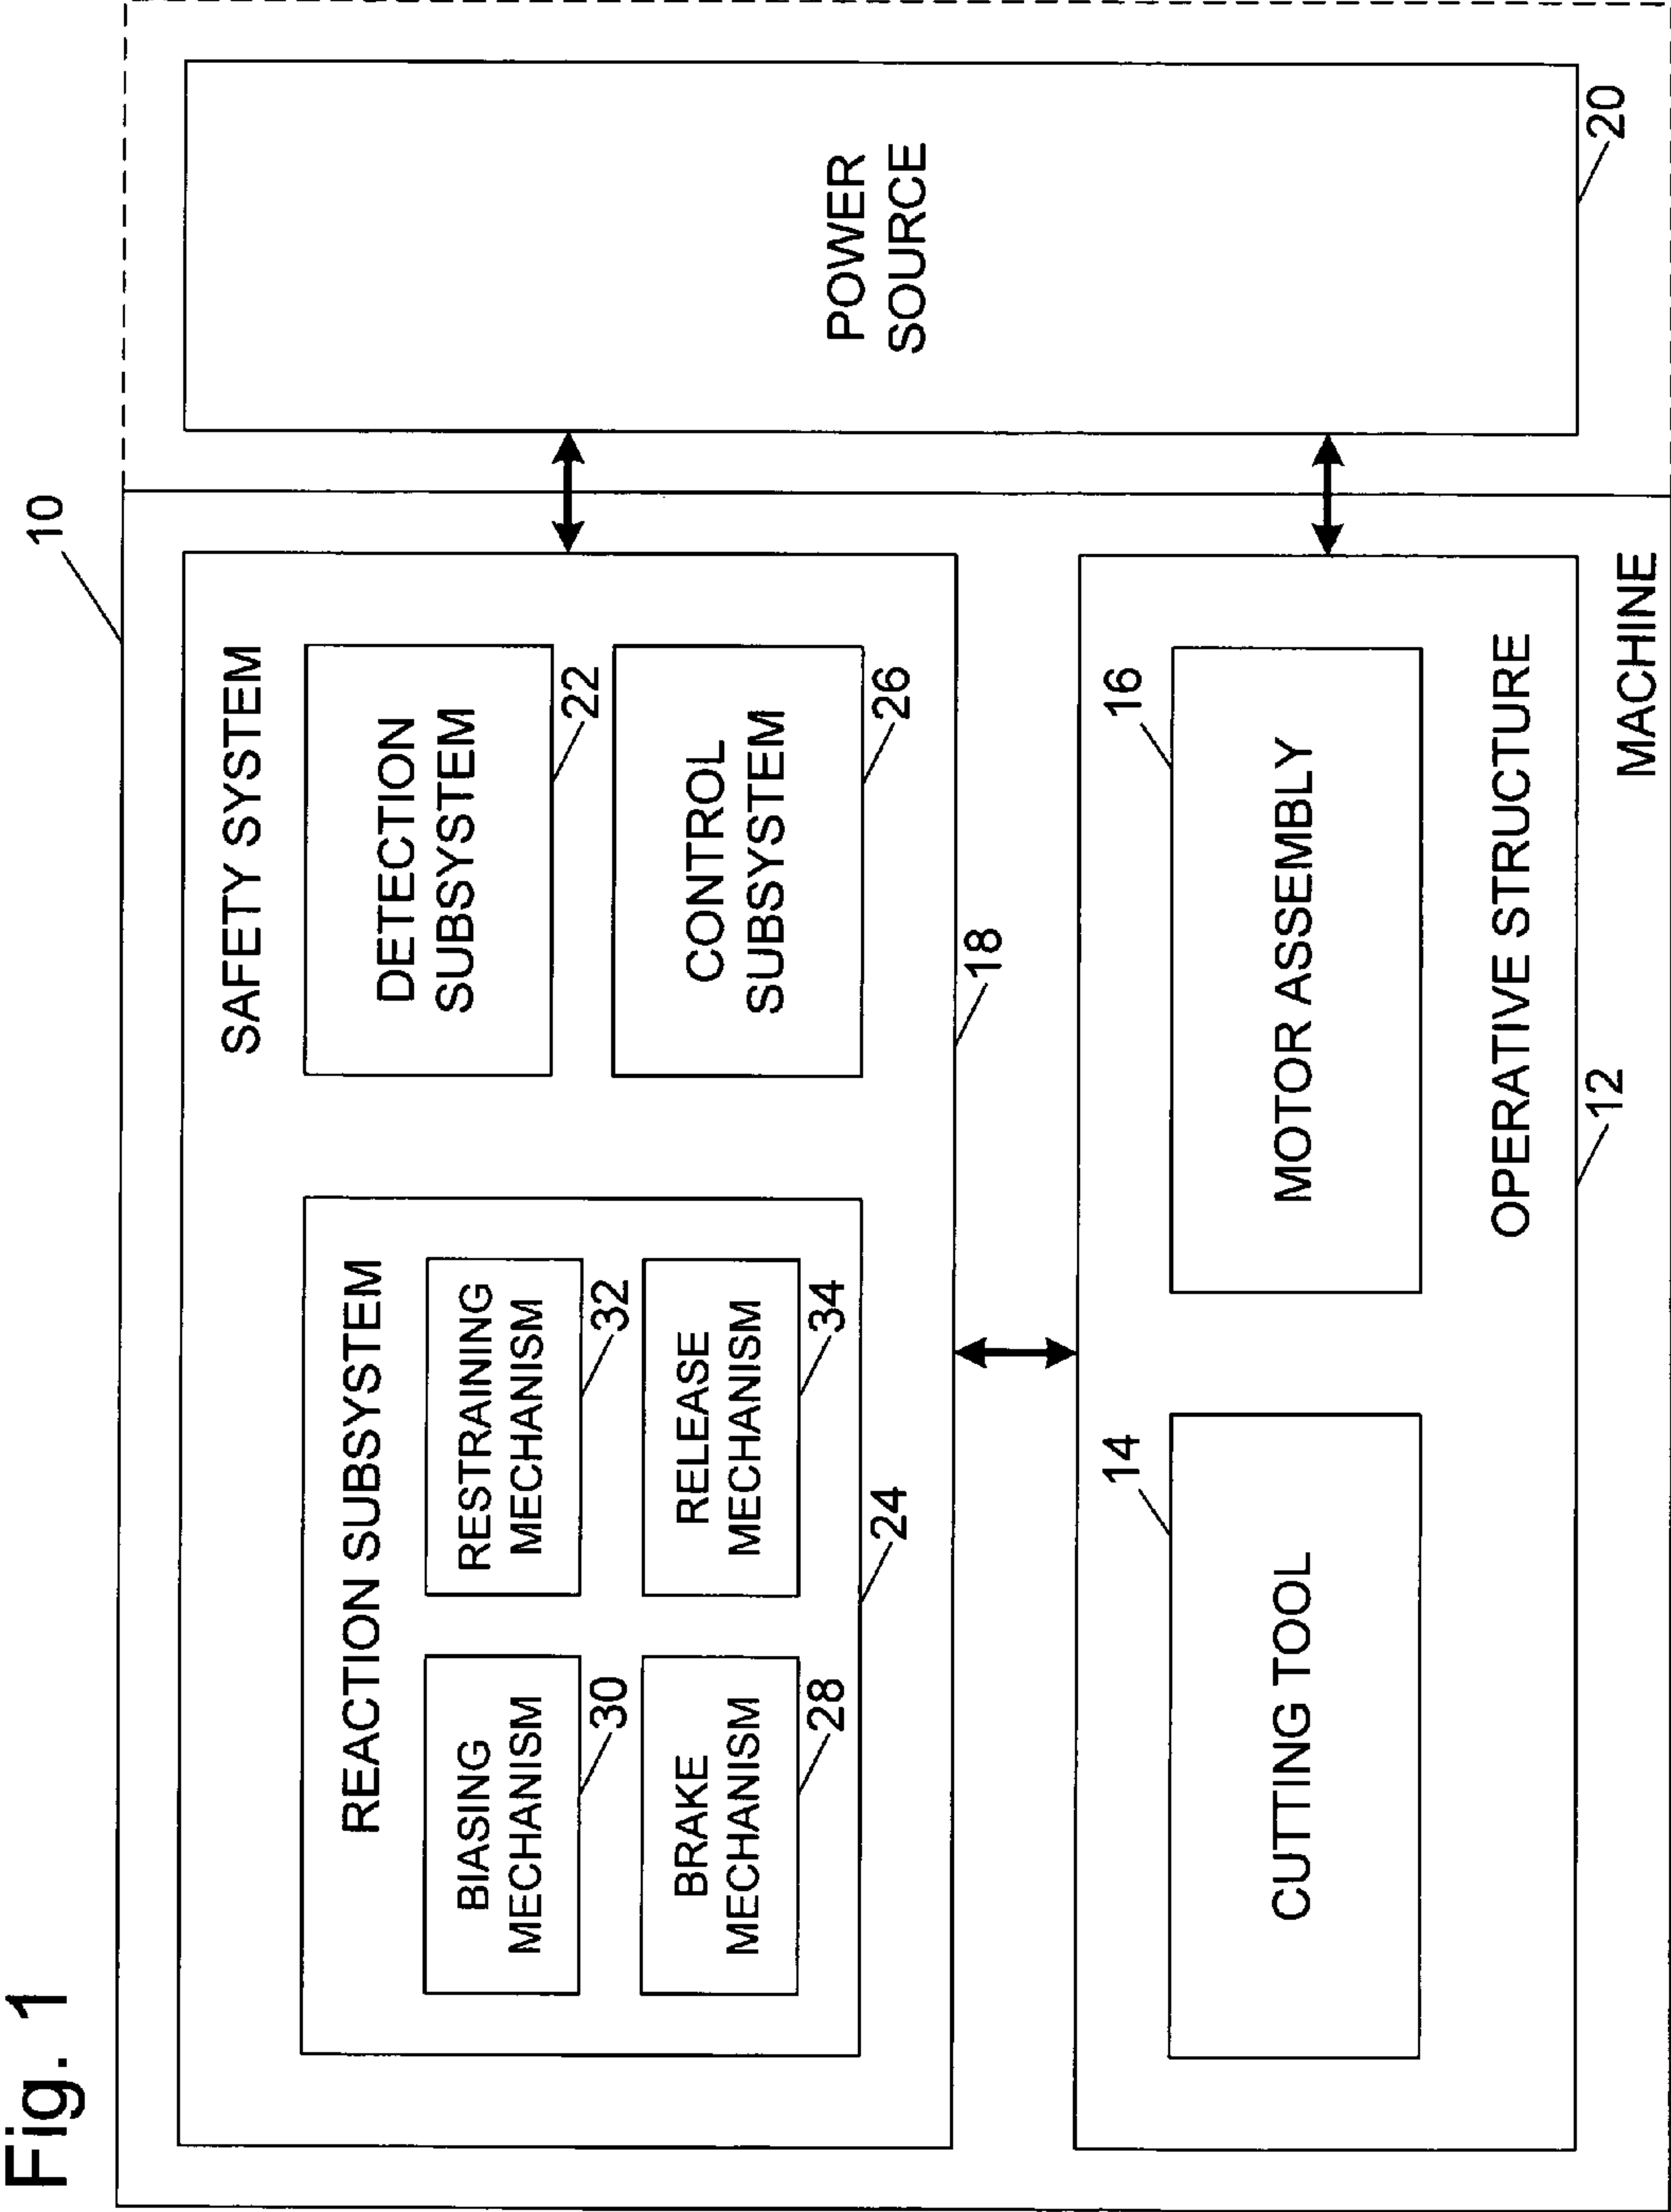 Fig. 1
10
SAFETY SYSTEM
REACTION SUBSYSTEM
BIASING
MECHANISM
30
RESTRAINING
MECHANISM
32
BRAKE
MECHANISM
28
RELEASE
MECHANISM
34
24
DETECTION
SUBSYSTEM
22
CONTROL
SUBSYSTEM
26
18
14
CUTTING TOOL
16
MOTOR ASSEMBLY
OPERATIVE STRUCTURE
12
MACHINE
POWER
SOURCE
20